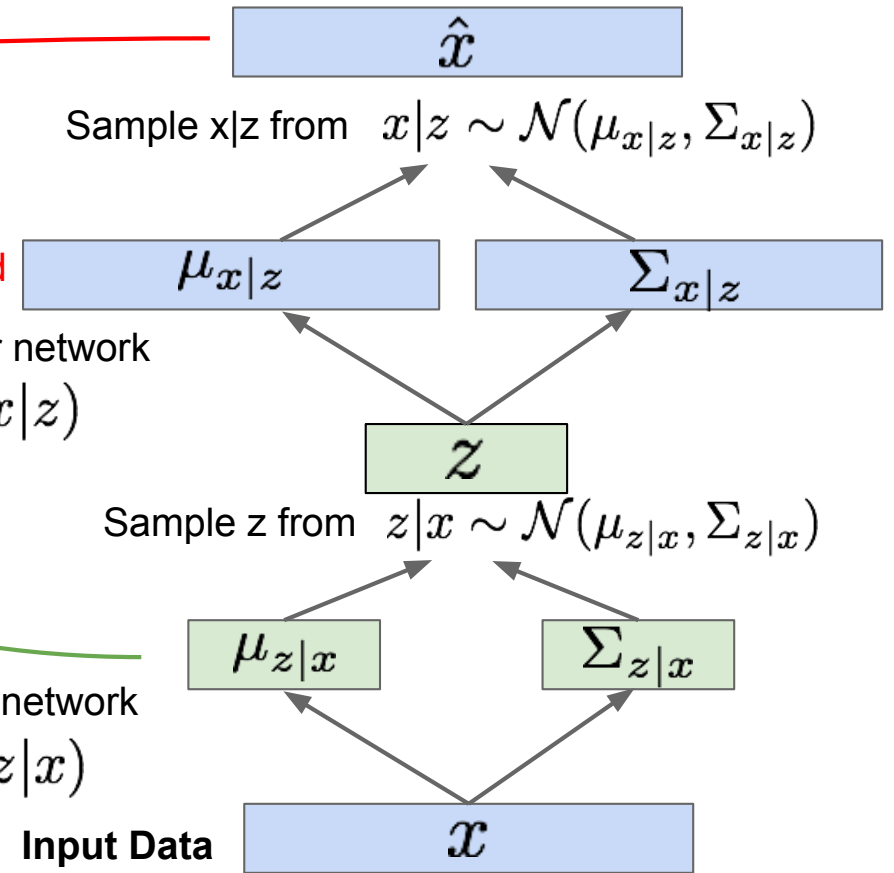 x̂
Sample x|z from x|z ∼ 𝒩(μ_{x|z}, Σ_{x|z})
μ_{x|z} Σ_{x|z}
network
x|z)
z
Sample z from z|x ∼ 𝒩(μ_{z|x}, Σ_{z|x})
μ_{z|x} Σ_{z|x}
network
z|x)
Input Data x